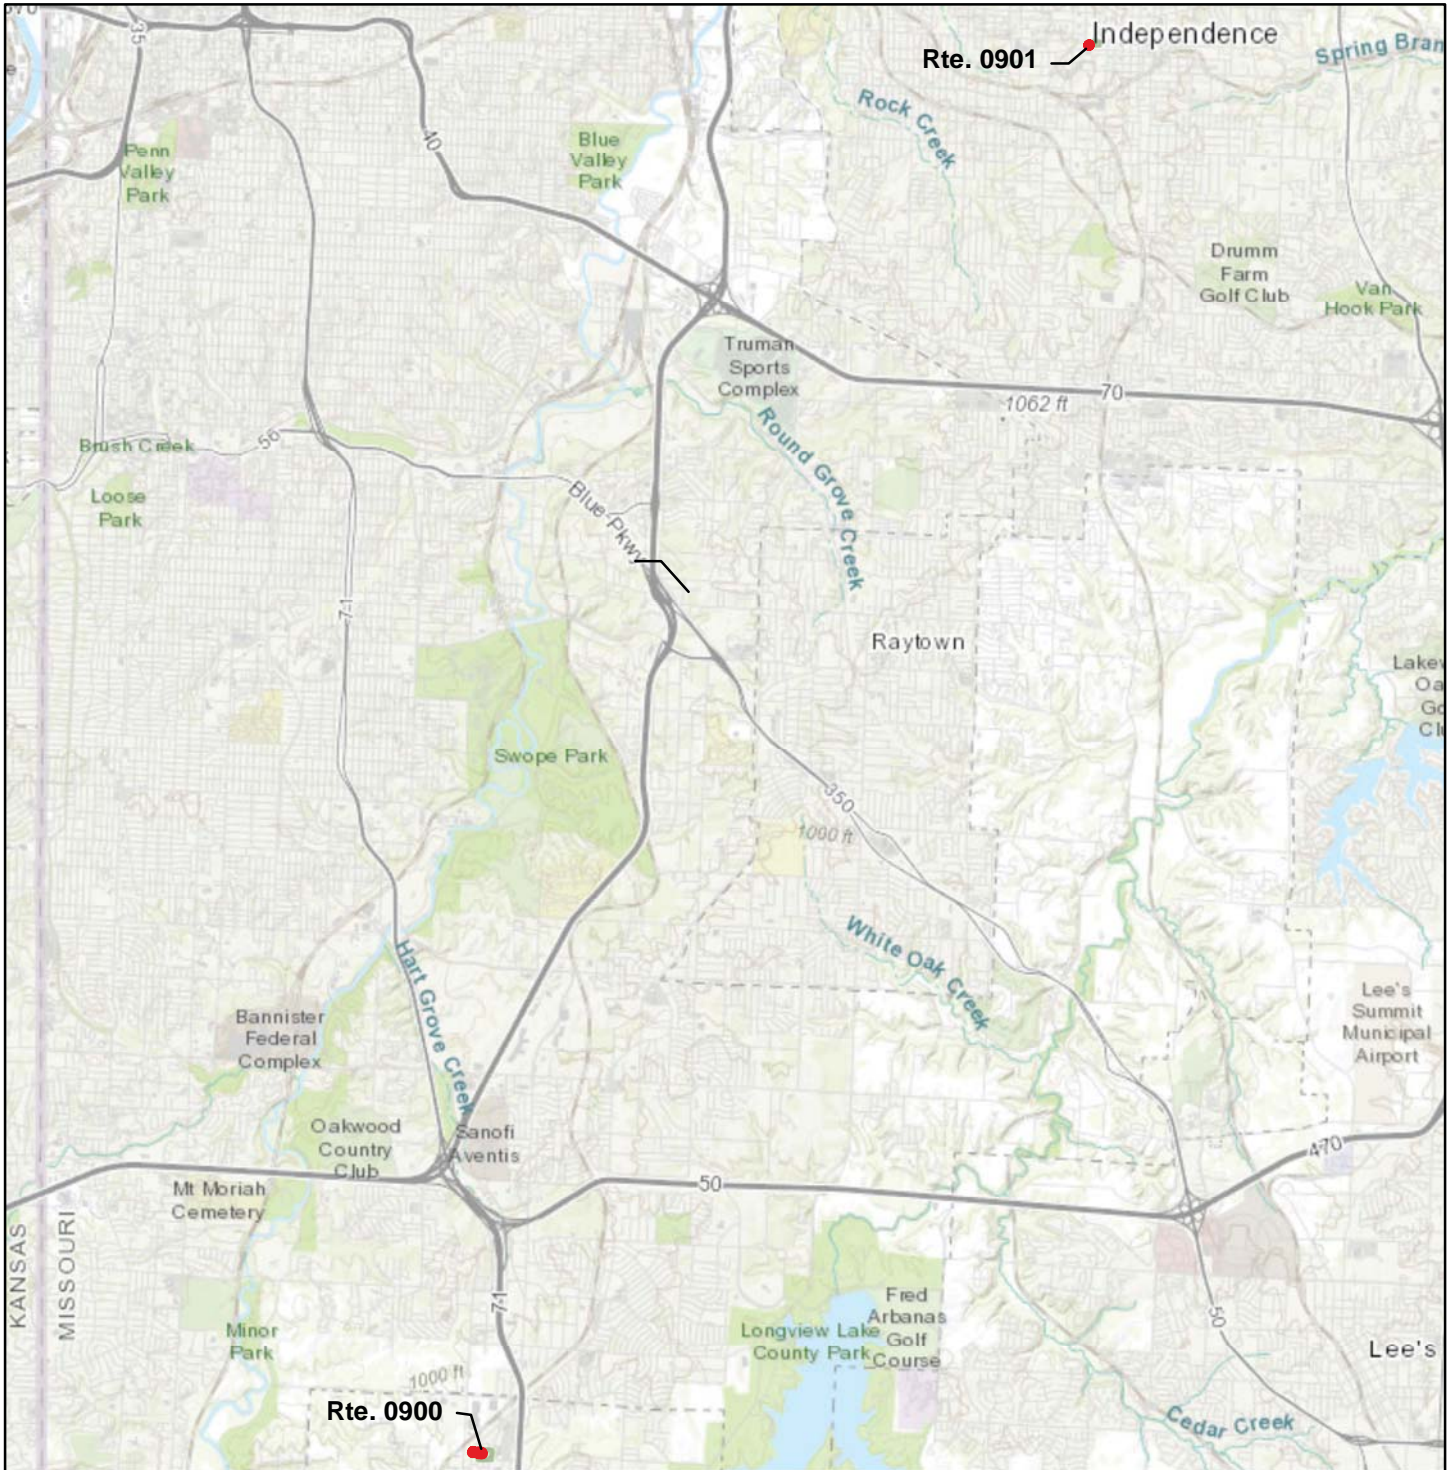 35
Independence
Rte. 0901
Spring Bran
Rock Creek
40
Penn
Valley
Park
Blue
Valley
Park
Drumm
Farm
Golf Club
Van
Hook Park
Truman
Sports
Complex
70
1062 ft
Round Grove Creek
Brush Creek
56
Loose
Park
Blue Pkwy
71
Raytown
Lakew
Oa
Go
Clu
Swope Park
350
1000 ft
White Oak Creek
Hart Grove Creek
Lee's
Summit
Municipal
Airport
Bannister
Federal
Complex
Oakwood
Country
Club
Sanofi
Aventis
470
50
Mt Moriah
Cemetery
KANSAS
MISSOURI
71
50
Minor
Park
Fred
Arbanas
Golf
Course
Longview Lake
County Park
Lee's
1000 ft
Rte. 0900
Cedar Creek